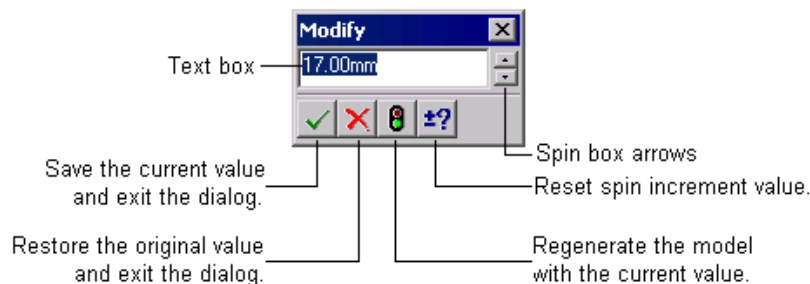 Modify
Text box
17.00mm
±?
Spin box arrows
Save the current value
and exit the dialog.
Reset spin increment value.
Restore the original value
and exit the dialog.
Regenerate the model
with the current value.